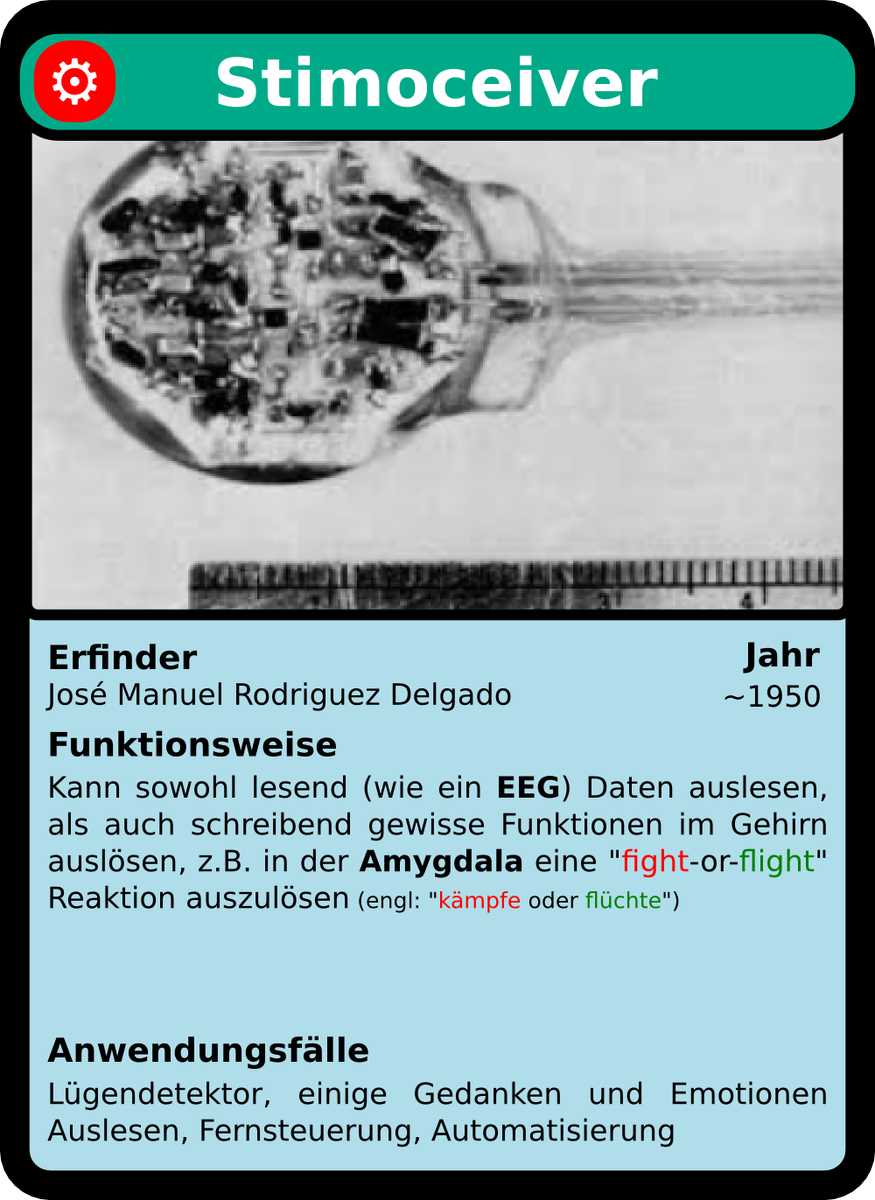 Stimoceiver
3
4
Erfinder
Jahr
José Manuel Rodriguez Delgado
~1950
Funktionsweise
Kann sowohl lesend (wie ein EEG) Daten auslesen,
als auch schreibend gewisse Funktionen im Gehirn
auslösen, z.B. in der Amygdala eine "fight-or-flight"
Reaktion auszulösen (engl: "kämpfe oder flüchte")
Anwendungsfälle
Lügendetektor, einige Gedanken und Emotionen
Auslesen, Fernsteuerung, Automatisierung